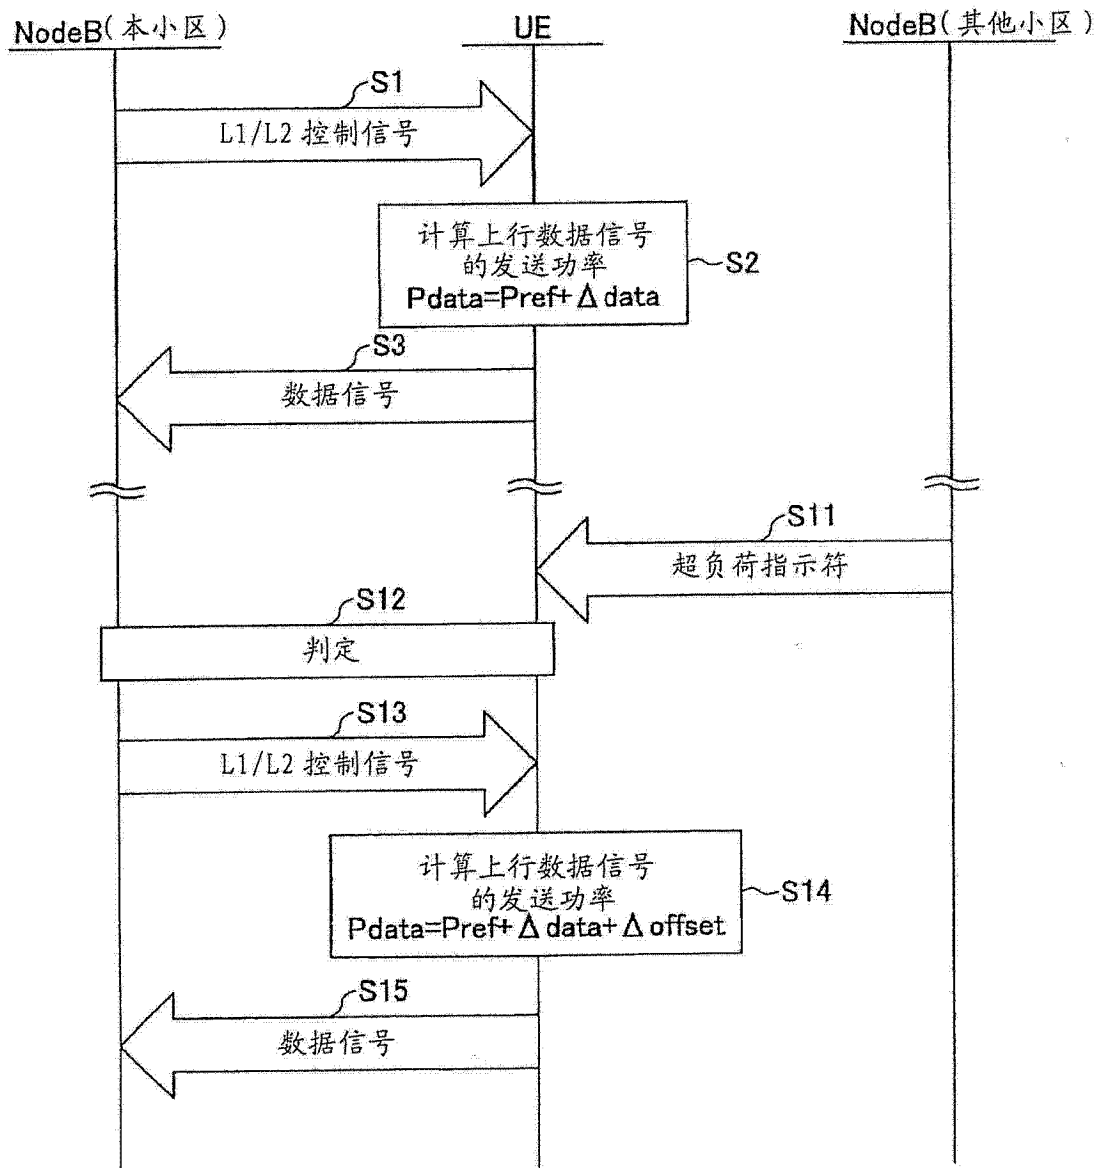 NodeB(本小区)
UE
NodeB(其他小区)
S1
L1/L2 控制信号
计算上行数据信号
的发送功率
Pdata=Pref+Δdata
S2
S3
数据信号
S11
超负荷指示符
S12
判定
S13
L1/L2 控制信号
计算上行数据信号
的发送功率
Pdata=Pref+Δdata+Δoffset
S14
S15
数据信号